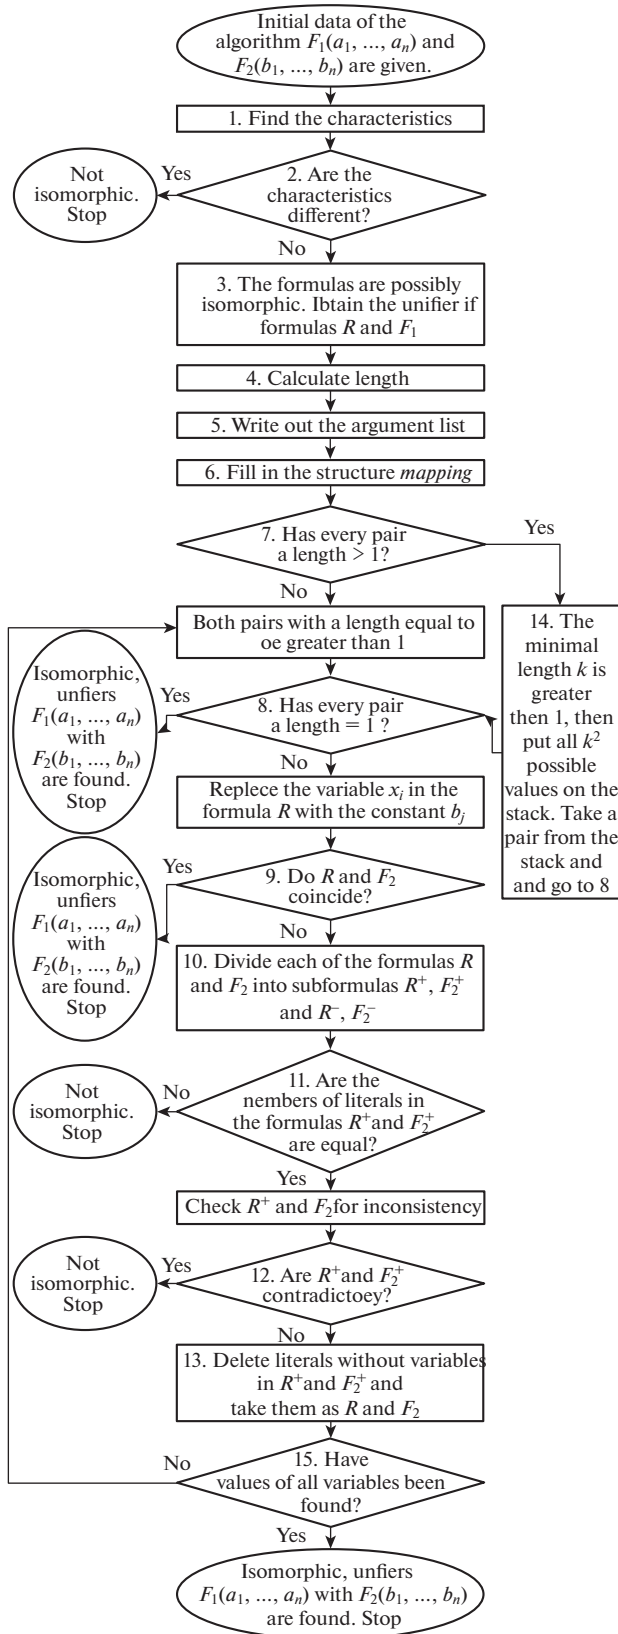 Initial data of the
algorithm F₁(a₁, ..., aₙ) and
F₂(b₁, ..., bₙ) are given.
1. Find the characteristics
2. Are the
characteristics
different?
Yes
Not
isomorphic.
Stop
No
3. The formulas are possibly
isomorphic. Ibtain the unifier if
formulas R and F₁
4. Calculate length
5. Write out the argument list
6. Fill in the structure mapping
7. Has every pair
a length > 1?
Yes
No
Both pairs with a length equal to
oe greater than 1
14. The
minimal
length k is
greater
then 1, then
put all k²
possible
values on the
stack. Take a
pair from the
stack and
and go to 8
8. Has every pair
a length = 1 ?
Yes
Isomorphic,
unfiers
F₁(a₁, ..., aₙ)
with
F₂(b₁, ..., bₙ)
are found.
Stop
No
Replece the variable xᵢ in the
formula R with the constant bⱼ
9. Do R and F₂
coincide?
Yes
Isomorphic,
unfiers
F₁(a₁, ..., aₙ)
with
F₂(b₁, ..., bₙ)
are found.
Stop
No
10. Divide each of the formulas R
and F₂ into subformulas R⁺, F₂⁺
and R⁻, F₂⁻
11. Are the
nembers of literals in
the formulas R⁺and F₂⁺
are equal?
No
Not
isomorphic.
Stop
Yes
Check R⁺ and F₂for inconsistency
12. Are R⁺and F₂⁺
contradictoey?
Yes
Not
isomorphic.
Stop
No
13. Delete literals without variables
in R⁺and F₂⁺ and
take them as R and F₂
15. Have
values of all variables been
found?
No
Yes
Isomorphic, unfiers
F₁(a₁, ..., aₙ) with F₂(b₁, ..., bₙ)
are found. Stop